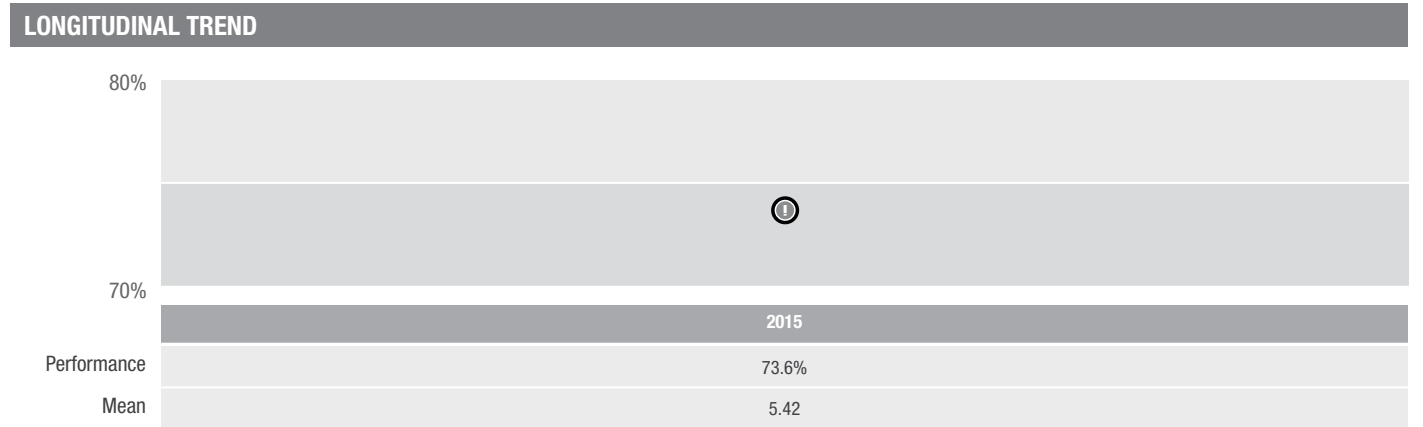 LONGITUDINAL TREND
80%
!
70%
2015
Performance 73.6%
Mean 5.42